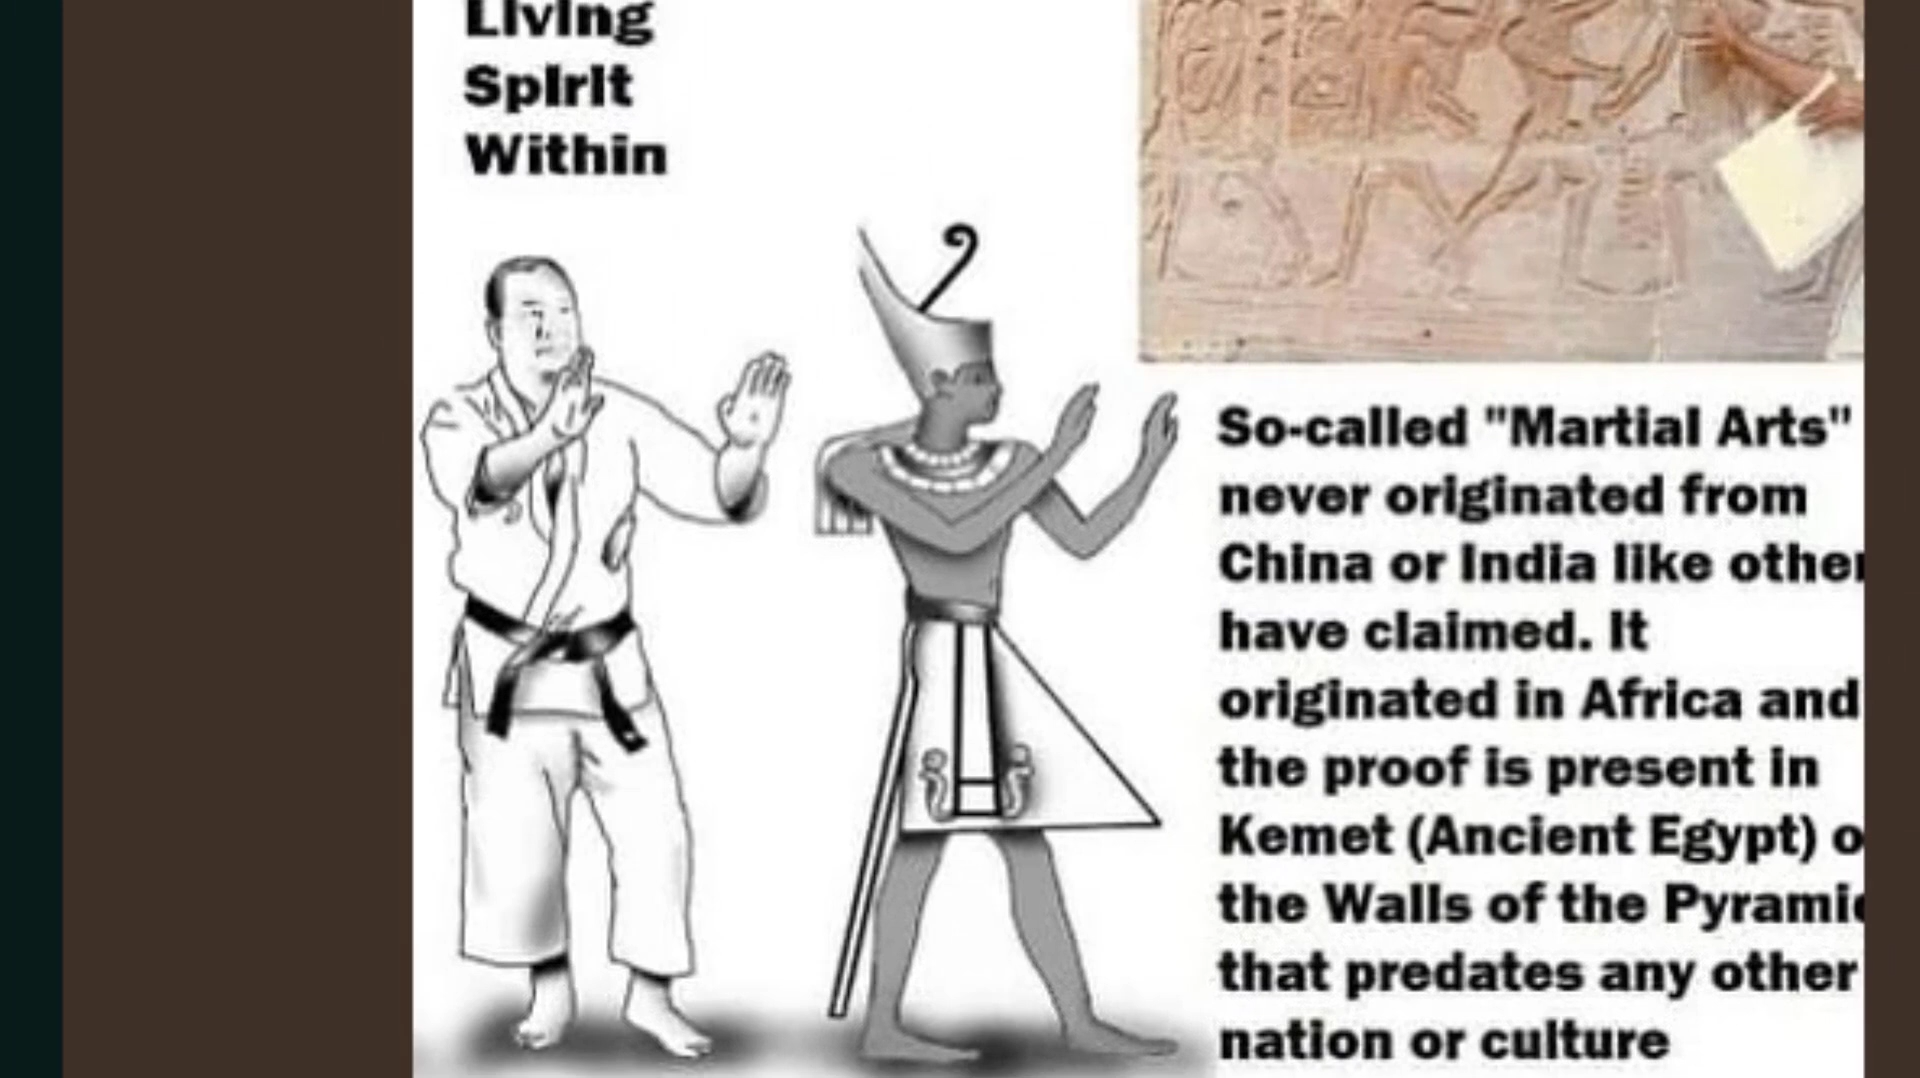 Living
Spirit
Within
So-called "Martial Arts"
never originated from
China or India like other
have claimed. It
originated in Africa and
the proof is present in
Kemet (Ancient Egypt) o
the Walls of the Pyramid
that predates any other
nation or culture